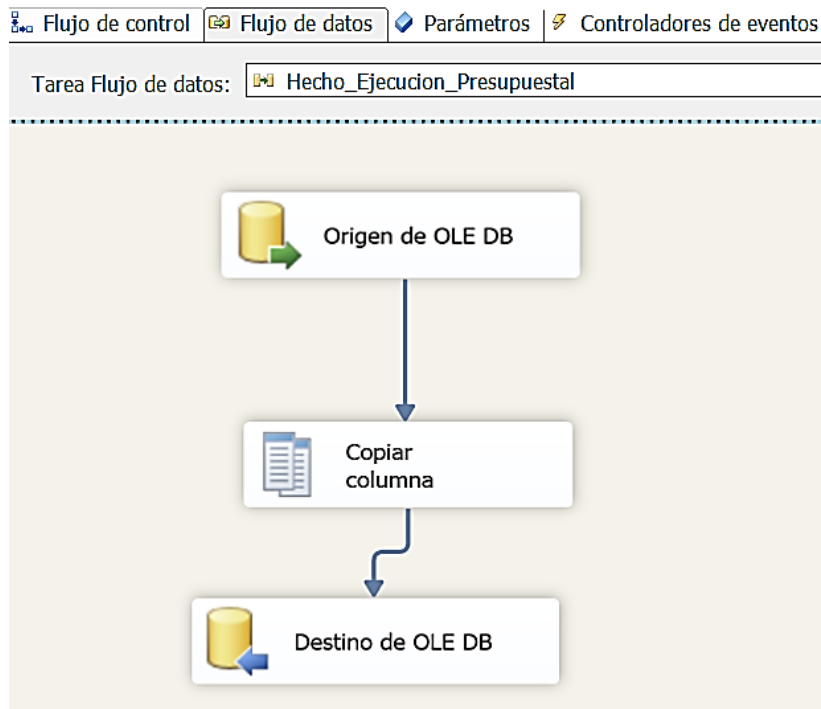 Flujo de control Flujo de datos Parámetros Controladores de eventos
Tarea Flujo de datos: Hecho_Ejecucion_Presupuestal
Origen de OLE DB
Copiar
columna
Destino de OLE DB